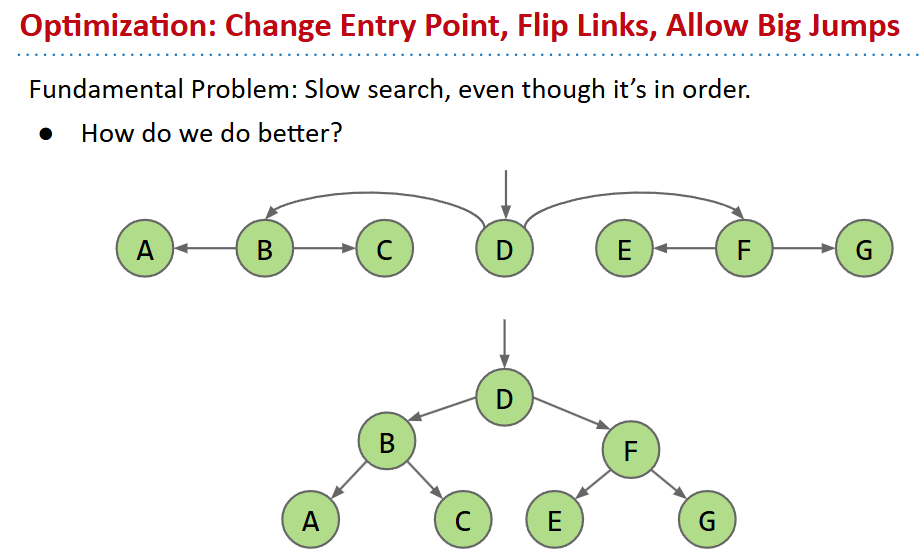 Optimization: Change Entry Point, Flip Links, Allow Big Jumps
Fundamental Problem: Slow search, even though it’s in order.
● How do we do better?
A B C D E F G
D
B F
A C E G